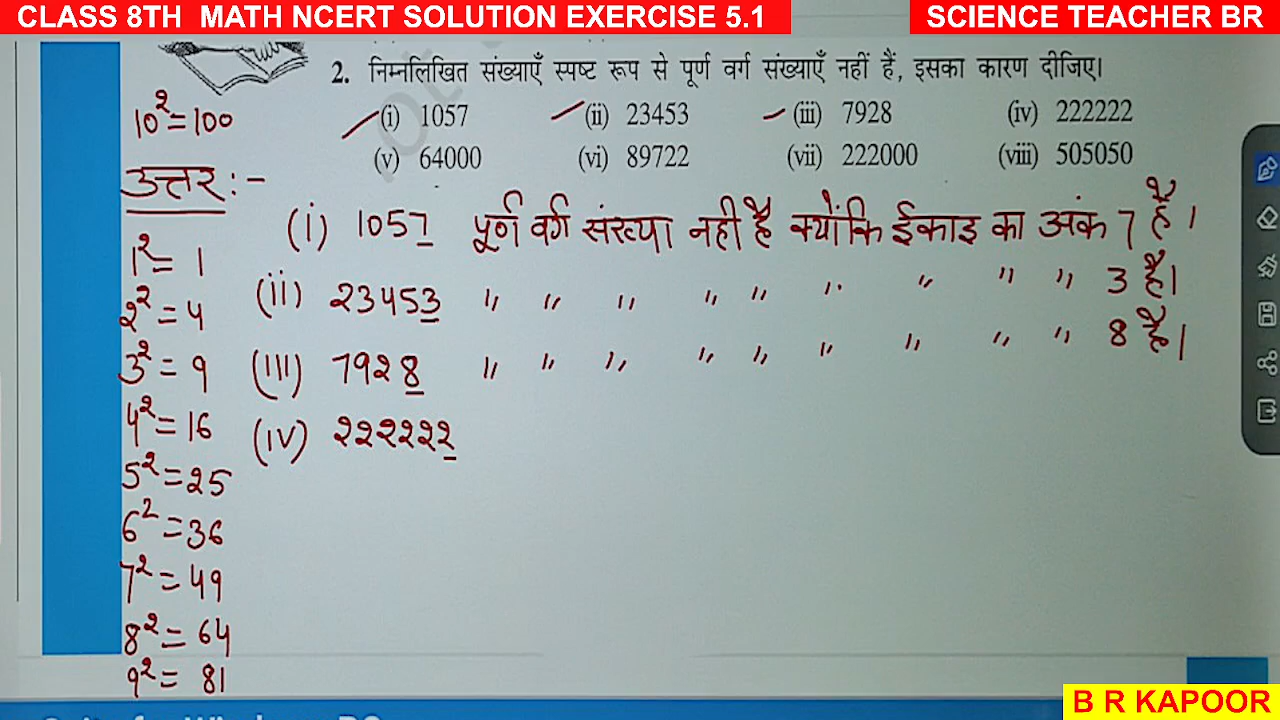 CLASS 8TH MATH NCERT SOLUTION EXERCISE 5.1
SCIENCE TEACHER BR
2. निम्नलिखित संख्याएँ स्पष्ट रूप से पूर्ण वर्ग संख्याएँ नहीं हैं, इसका कारण दीजिए।
(i) 1057 (ii) 23453 (iii) 7928 (iv) 222222
(v) 64000 (vi) 89722 (vii) 222000 (viii) 505050
10² = 100
उत्तर :-
(i) 1057 पूर्ण वर्ग संख्या नही है क्योंकि ईकाइ का अंक 7 है।
(ii) 23453 " " " " " " " " " 3 है।
(iii) 7928 " " " " " " " " " 8 है।
(iv) 222222
1² = 1
2² = 4
3² = 9
4² = 16
5² = 25
6² = 36
7² = 49
8² = 64
9² = 81
B R KAPOOR